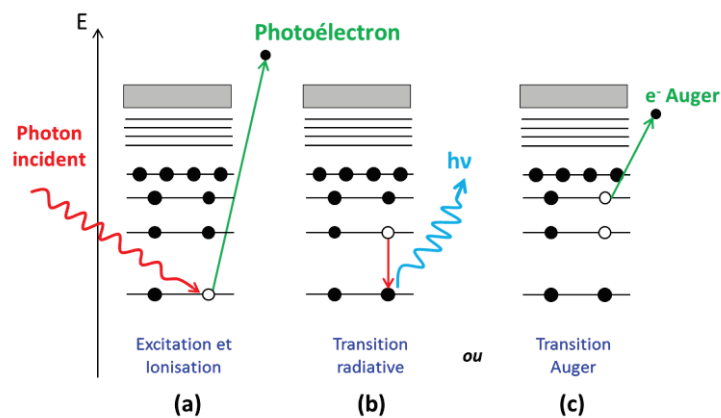 E
Photoélectron
e⁻ Auger
Photon
incident
hν
Excitation et
Ionisation
Transition
radiative
ou
Transition
Auger
(a)
(b)
(c)